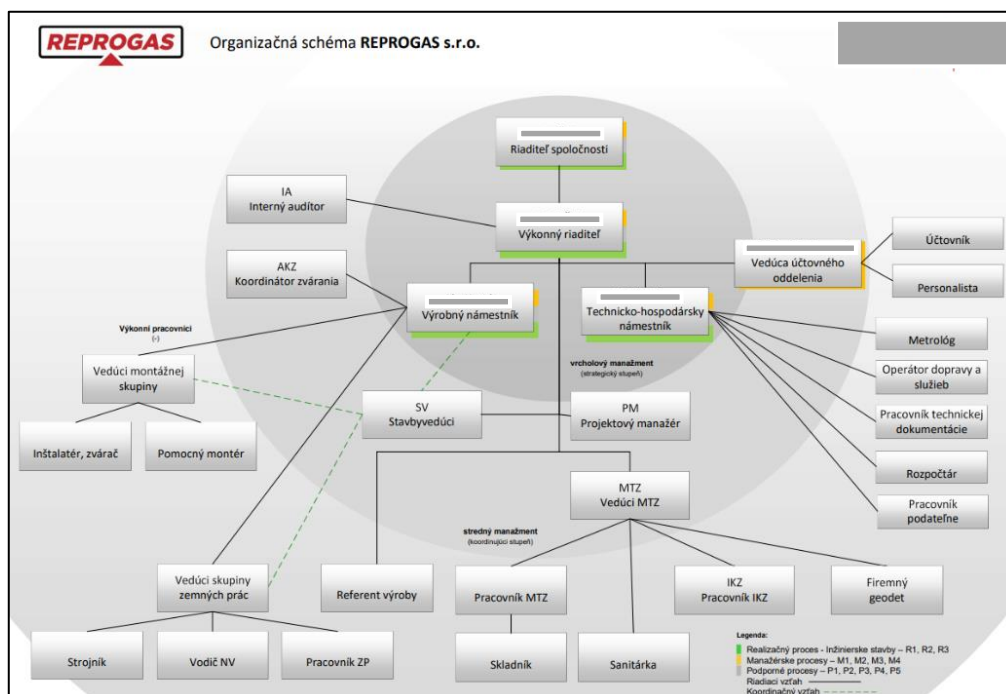 REPROGAS
Organizačná schéma REPROGAS s.r.o.
Riaditeľ spoločnosti
IA
Interný audítor
Výkonný riaditeľ
Účtovník
Vedúca účtovného
oddelenia
AKZ
Koordinátor zvárania
Personalista
Výrobný námestník
Technicko-hospodársky
námestník
Výkonní pracovníci
(-)
Metrológ
Vedúci montážnej
skupiny
vrcholový manažment
(strategický stupeň)
Operátor dopravy a
služieb
SV
Stavbyvedúci
PM
Projektový manažér
Pracovník technickej
dokumentácie
Inštalatér, zvárač
Pomocný montér
Rozpočtár
MTZ
Vedúci MTZ
Pracovník
podateľne
stredný manažment
(koordinujúci stupeň)
Vedúci skupiny
zemných prác
Referent výroby
Pracovník MTZ
IKZ
Pracovník IKZ
Firemný
geodet
Strojník
Vodič NV
Pracovník ZP
Skladník
Sanitárka
Legenda:
Realizačný proces - Inžinierske stavby – R1, R2, R3
Manažérske procesy – M1, M2, M3, M4
Podporné procesy – P1, P2, P3, P4, P5
Riadiaci vzťah
Koordinačný vzťah